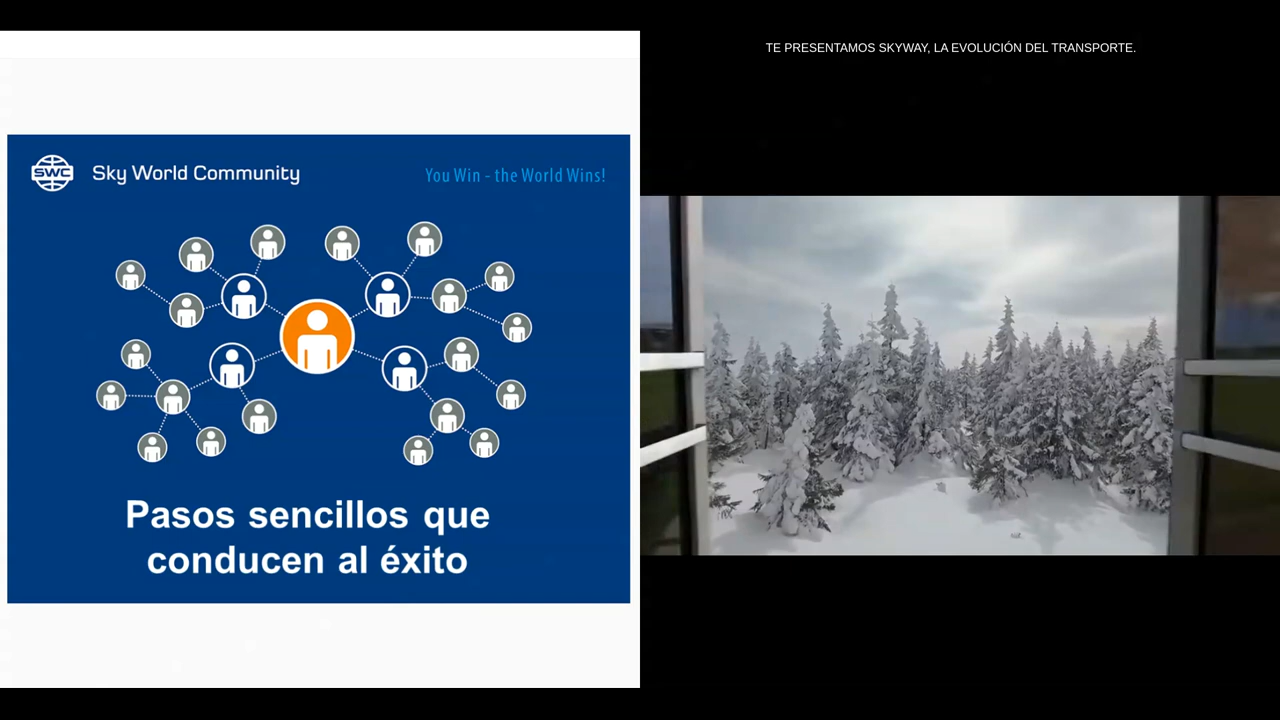 SWC
Sky World Community
You Win - the World Wins!
Pasos sencillos que
conducen al éxito
TE PRESENTAMOS SKYWAY, LA EVOLUCIÓN DEL TRANSPORTE.